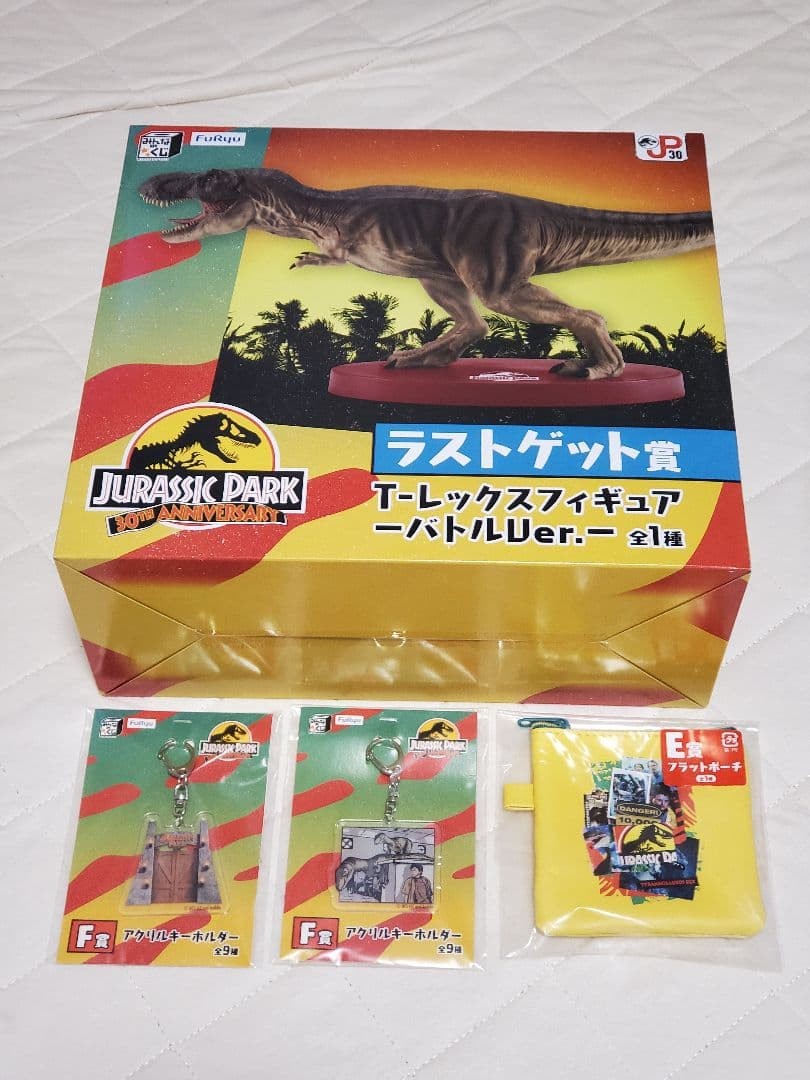 みんなのくじ
FuRyu
JP
30
JURASSIC PARK
ラストゲット賞
JURASSIC PARK
30TH ANNIVERSARY
T-レックスフィギュア
ーバトルVer.ー 全1種
FuRyu
JURASSIC PARK
F賞
アクリルキーホルダー
全9種
FuRyu
JURASSIC PARK
F賞
アクリルキーホルダー
全9種
E賞
フラットポーチ
全1種
DANGER!
10,000
JURASSIC PA
TYRANNOSAURUS REX